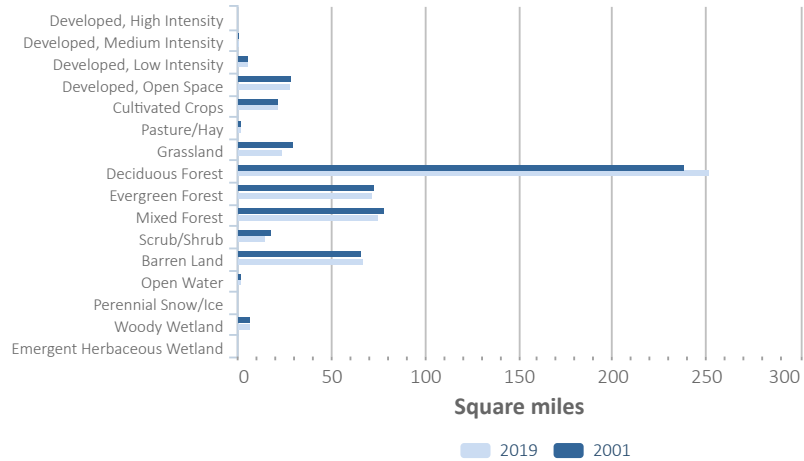 Developed, High Intensity
Developed, Medium Intensity
Developed, Low Intensity
Developed, Open Space
Cultivated Crops
Pasture/Hay
Grassland
Deciduous Forest
Evergreen Forest
Mixed Forest
Scrub/Shrub
Barren Land
Open Water
Perennial Snow/Ice
Woody Wetland
Emergent Herbaceous Wetland
0 50 100 150 200 250 300
Square miles
2019 2001